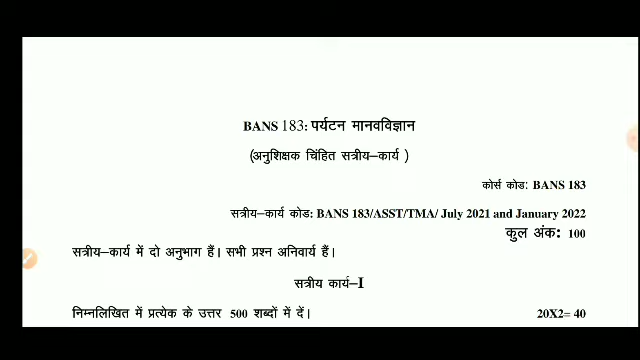 BANS 183: पर्यटन मानवविज्ञान
(अनुशिक्षक चिंहित सत्रीय–कार्य )
कोर्स कोड: BANS 183
सत्रीय–कार्य कोड: BANS 183/ASST/TMA/ July 2021 and January 2022
कुल अंक: 100
सत्रीय–कार्य में दो अनुभाग हैं। सभी प्रश्न अनिवार्य हैं।
सत्रीय कार्य–I
निम्नलिखित में प्रत्येक के उत्तर 500 शब्दों में दें। 20X2= 40